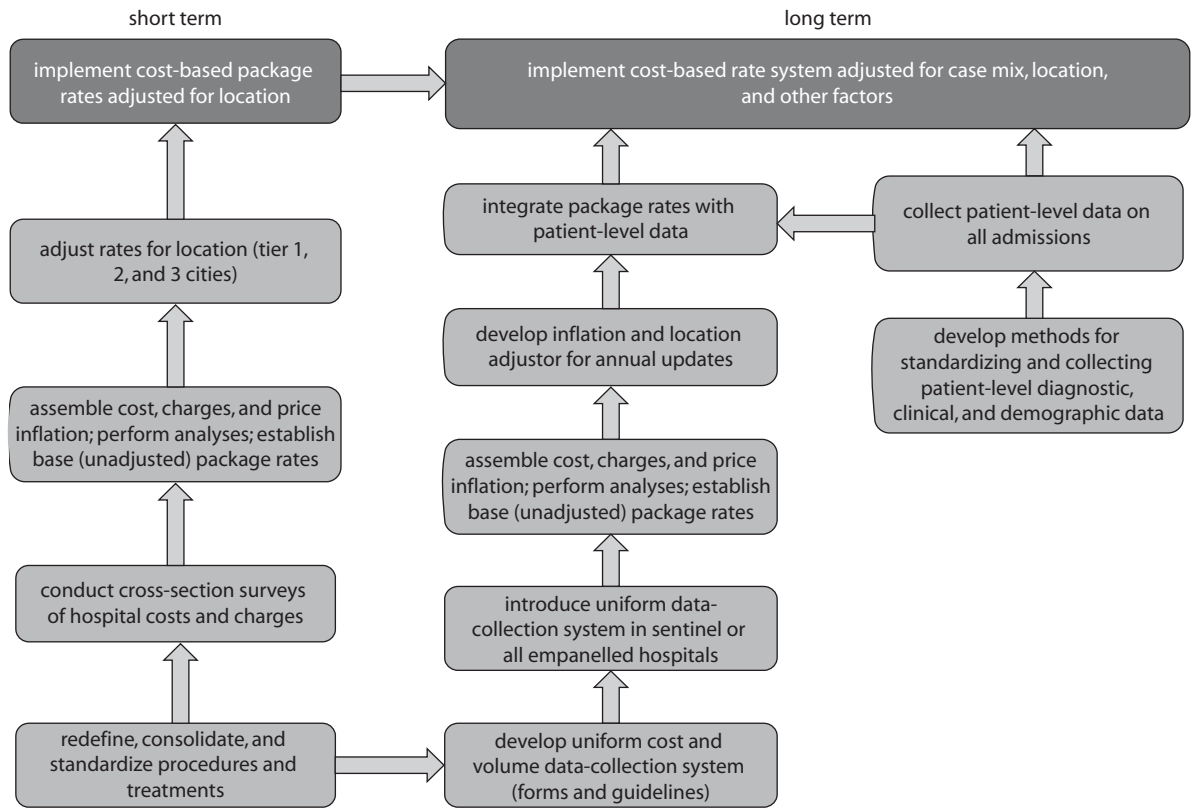 short term
long term
implement cost-based package
rates adjusted for location
implement cost-based rate system adjusted for case mix, location,
and other factors
integrate package rates with
patient-level data
collect patient-level data on
all admissions
adjust rates for location (tier 1,
2, and 3 cities)
develop inflation and location
adjustor for annual updates
develop methods for
standardizing and collecting
patient-level diagnostic,
clinical, and demographic data
assemble cost, charges, and price
inflation; perform analyses; establish
base (unadjusted) package rates
assemble cost, charges, and price
inflation; perform analyses; establish
base (unadjusted) package rates
conduct cross-section surveys
of hospital costs and charges
introduce uniform data-
collection system in sentinel or
all empanelled hospitals
redefine, consolidate, and
standardize procedures and
treatments
develop uniform cost and
volume data-collection system
(forms and guidelines)